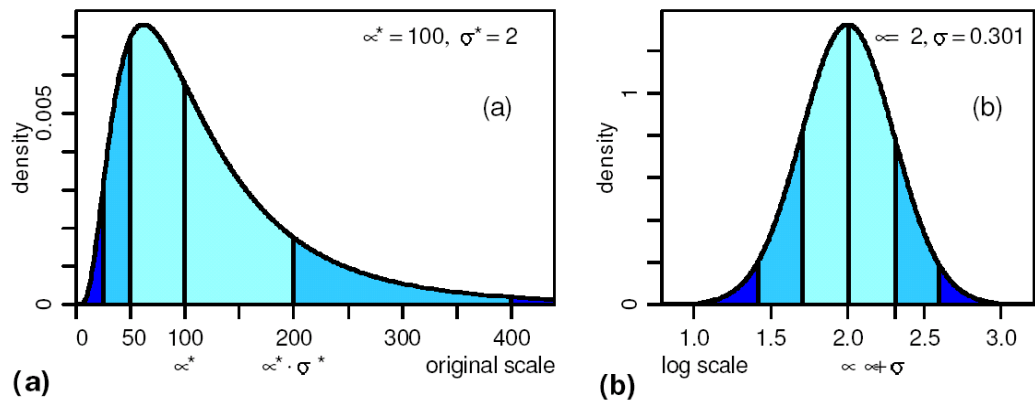 ∝* = 100, σ* = 2
(a)
density
0.005
0
0 50 100 200 300 400
∝* ∝* · σ* original scale
(a)
∝= 2, σ = 0.301
(b)
density
1
0
1.0 1.5 2.0 2.5 3.0
log scale ∝ ∝+ σ
(b)